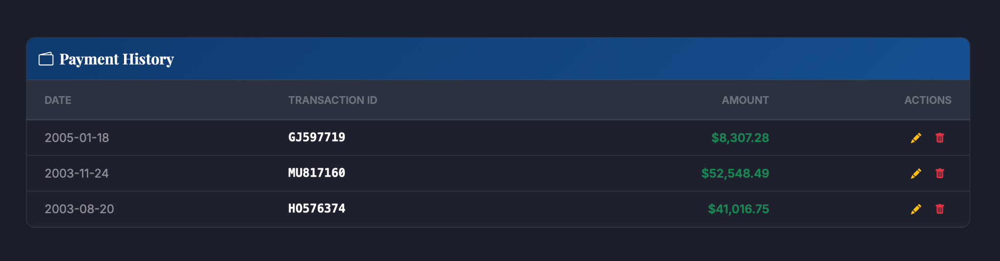 Payment History
DATE TRANSACTION ID AMOUNT ACTIONS
2005-01-18 GJ597719 $8,307.28
2003-11-24 MU817160 $52,548.49
2003-08-20 HO576374 $41,016.75